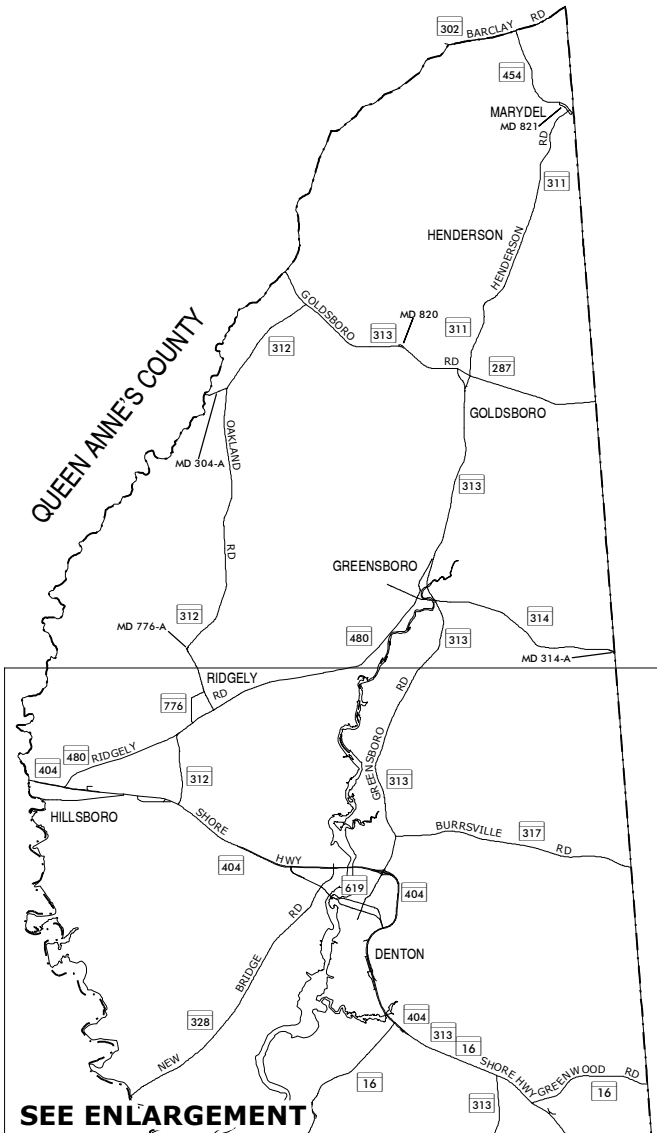 302
BARCLAY RD
454
MARYDEL
MD 821
RD
311
HENDERSON
HENDERSON
GOLDSBORO
313
MD 820
311
312
RD
287
QUEEN ANNE'S COUNTY
GOLDSBORO
OAKLAND
MD 304-A
313
RD
GREENSBORO
312
314
MD 776-A
480
313
MD 314-A
RIDGELY
RD
RD
776
480
RIDGELY
404
312
GREENSBORO
313
HILLSBORO
SHORE
BURRSVILLE
317
RD
404
HWY
619
404
RD
DENTON
BRIDGE
328
404
313
16
NEW
16
SHORE HWY
GREENWOOD RD
16
313
SEE ENLARGEMENT